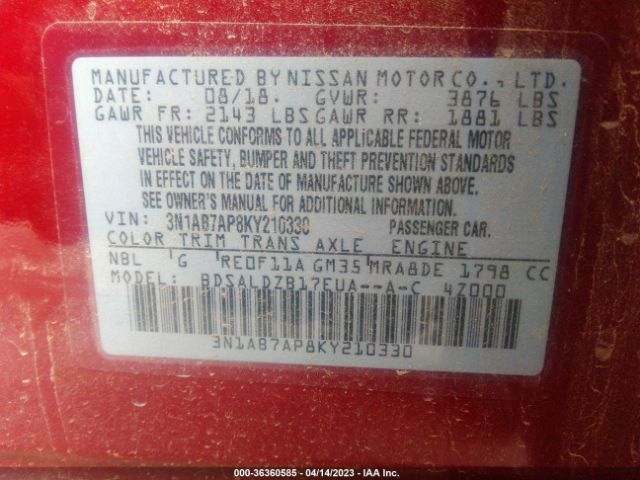 MANUFACTURED BY NISSAN MOTOR CO., LTD.
DATE: 08/18. GVWR: 3876 LBS
GAWR FR: 2143 LBS GAWR RR: 1881 LBS
THIS VEHICLE CONFORMS TO ALL APPLICABLE FEDERAL MOTOR
VEHICLE SAFETY, BUMPER AND THEFT PREVENTION STANDARDS
IN EFFECT ON THE DATE OF MANUFACTURE SHOWN ABOVE.
SEE OWNER'S MANUAL FOR ADDITIONAL INFORMATION.
VIN: 3N1AB7AP8KY210330 PASSENGER CAR.
COLOR TRIM TRANS AXLE ENGINE
NBL G RE0F11A GM35 MRA8DE 1798 CC
MODEL: BDSALDZB17EUA--A-C 4Z000
3N1AB7AP8KY210330
000-36360585 - 04/14/2023 - IAA Inc.